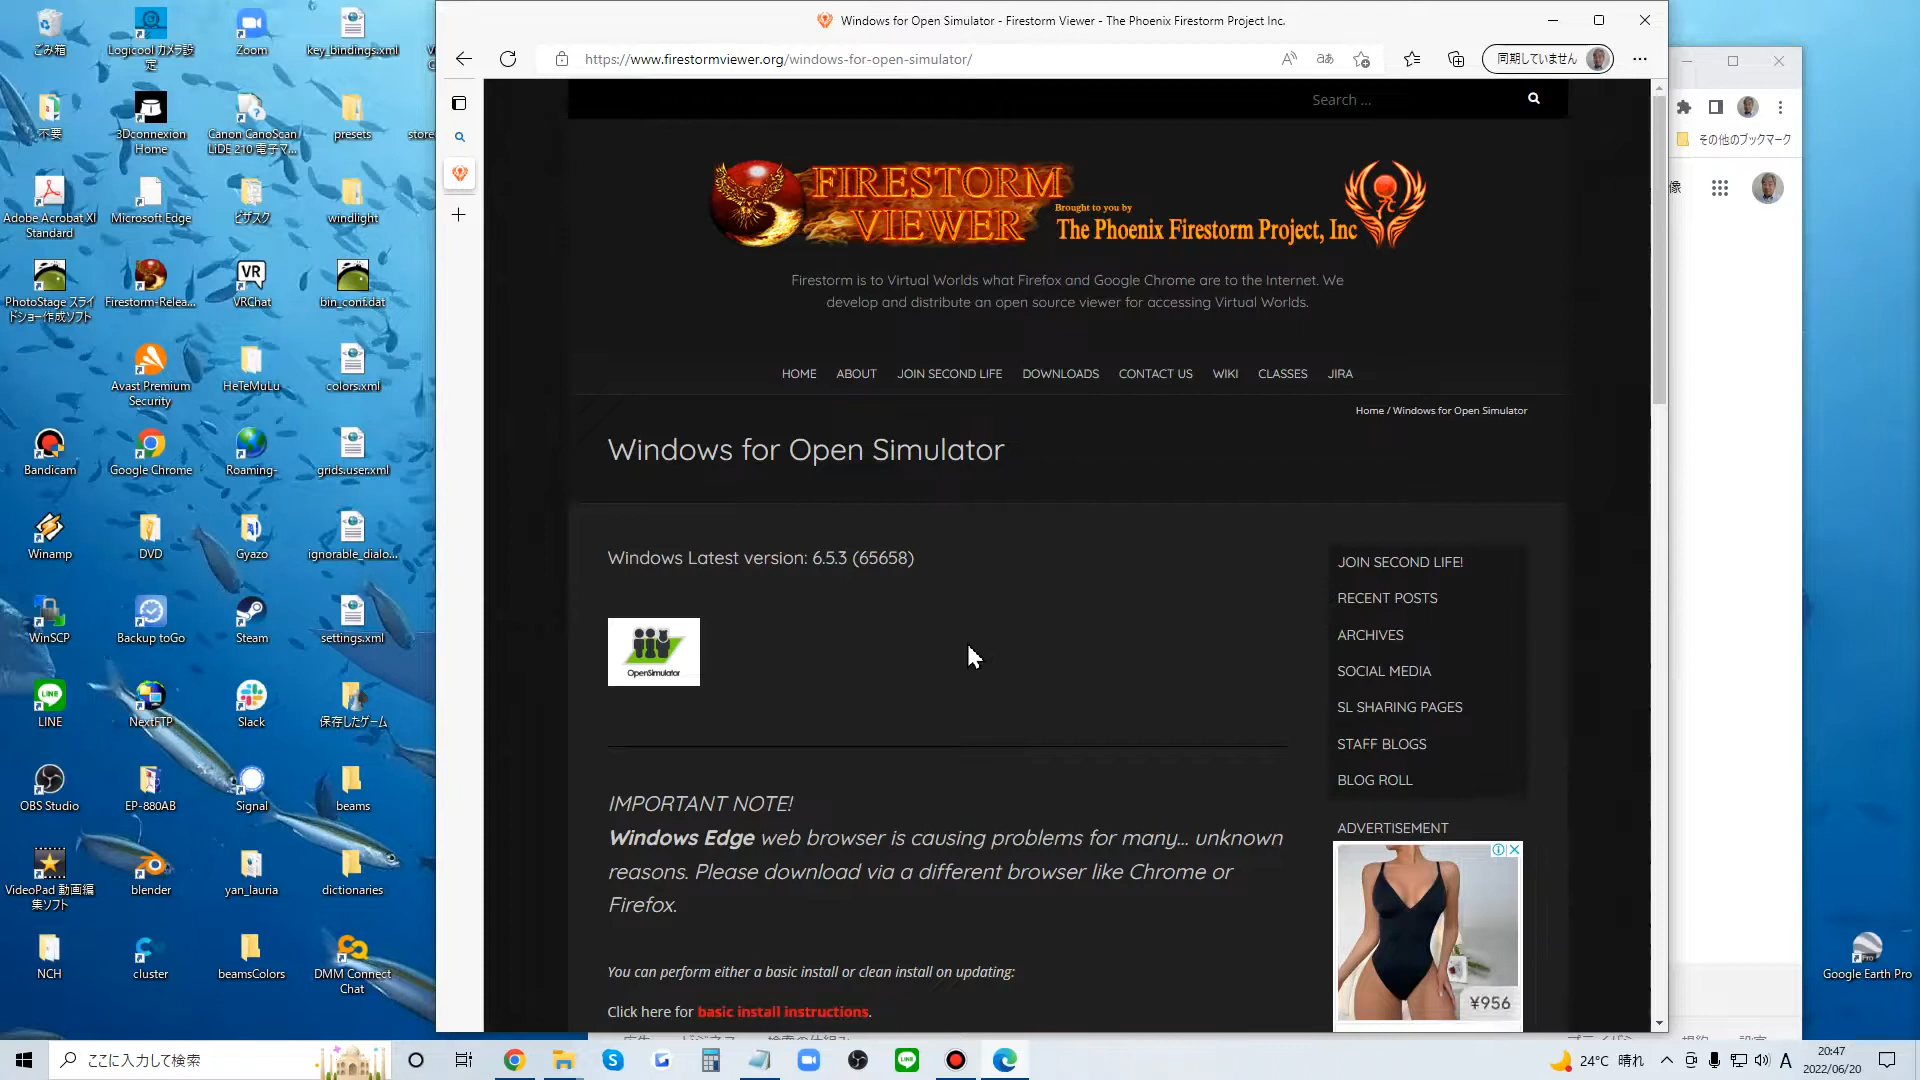 Windows for Open Simulator - Firestorm Viewer - The Phoenix Firestorm Project Inc.
https://www.firestormviewer.org/windows-for-open-simulator/
同期していません
その他のブックマーク
像
Search ...
FIRESTORM
VIEWER
Brought to you by
The Phoenix Firestorm Project, Inc
Firestorm is to Virtual Worlds what Firefox and Google Chrome are to the Internet. We
develop and distribute an open source viewer for accessing Virtual Worlds.
HOME ABOUT JOIN SECOND LIFE DOWNLOADS CONTACT US WIKI CLASSES JIRA
Home / Windows for Open Simulator
Windows for Open Simulator
Windows Latest version: 6.5.3 (65658)
OpenSimulator
IMPORTANT NOTE!
Windows Edge web browser is causing problems for many... unknown
reasons. Please download via a different browser like Chrome or
Firefox.
You can perform either a basic install or clean install on updating:
Click here for basic install instructions.
JOIN SECOND LIFE!
RECENT POSTS
ARCHIVES
SOCIAL MEDIA
SL SHARING PAGES
STAFF BLOGS
BLOG ROLL
ADVERTISEMENT
¥956
ごみ箱
Logicool カメラ設
定
Zoom
key_bindings.xml
不要
3Dconnexion
Home
Canon CanoScan
LiDE 210 電子マ...
presets
store
Adobe Acrobat XI
Standard
Microsoft Edge
ビザスク
windlight
PhotoStage スライ
ドショー作成ソフト
Firestorm-Relea...
VR
VRChat
bin_conf.dat
Avast Premium
Security
HeTeMuLu
colors.xml
Bandicam
Google Chrome
Roaming-
grids.user.xml
Winamp
DVD
Gyazo
ignorable_dialo...
WinSCP
Backup toGo
Steam
settings.xml
LINE
LINE
NextFTP
Slack
保存したゲーム
OBS Studio
EP-880AB
Signal
beams
VideoPad 動画編
集ソフト
blender
yan_lauria
dictionaries
NCH
cluster
beamsColors
DMM Connect
Chat
Google Earth Pro
ここに入力して検索
24°C 晴れ
A
20:47
2022/06/20